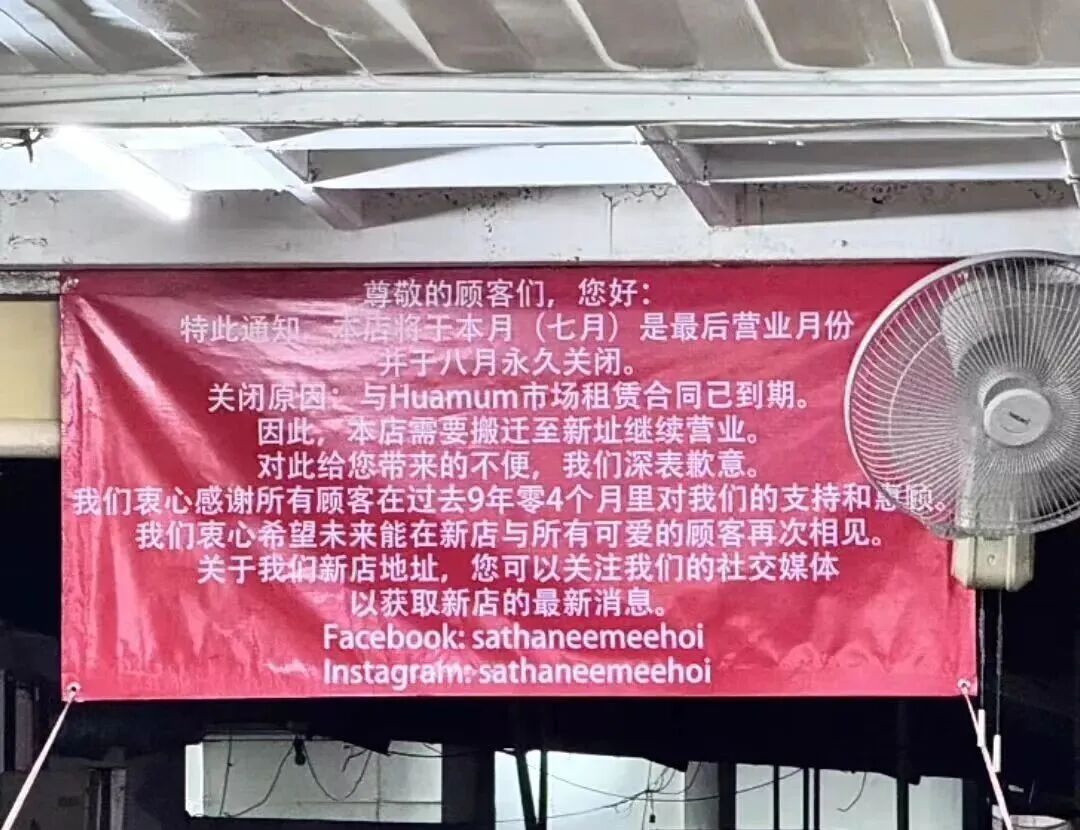 尊敬的顾客们，您好：
特此通知，本店将于本月（七月）是最后营业月份
并于八月永久关闭。
关闭原因：与Huamum市场租赁合同已到期。
因此，本店需要搬迁至新址继续营业。
对此给您带来的不便，我们深表歉意。
我们衷心感谢所有顾客在过去9年零4个月里对我们的支持和惠顾。
我们衷心希望未来能在新店与所有可爱的顾客再次相见。
关于我们新店地址，您可以关注我们的社交媒体
以获取新店的最新消息。
Facebook: sathaneemeehoi
Instagram: sathaneemeehoi